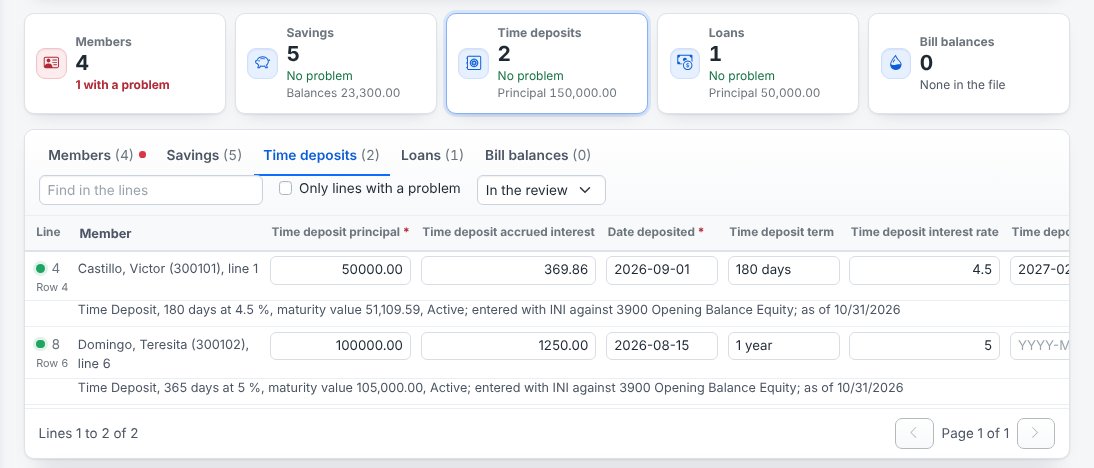 Members
4
1 with a problem
Savings
5
No problem
Balances 23,300.00
Time deposits
2
No problem
Principal 150,000.00
Loans
1
No problem
Principal 50,000.00
Bill balances
0
None in the file
Members (4) Savings (5) Time deposits (2) Loans (1) Bill balances (0)
Find in the lines Only lines with a problem In the review
Line Member Time deposit principal * Time deposit accrued interest Date deposited * Time deposit term Time deposit interest rate Time
4 Castillo, Victor (300101), line 1 50000.00 369.86 2026-09-01 180 days 4.5 2027-02
Row 4
Time Deposit, 180 days at 4.5 %, maturity value 51,109.59, Active; entered with INI against 3900 Opening Balance Equity; as of 10/31/2026
8 Domingo, Teresita (300102), 100000.00 1250.00 2026-08-15 1 year 5 YYYY-M
Row 6 line 6
Time Deposit, 365 days at 5 %, maturity value 105,000.00, Active; entered with INI against 3900 Opening Balance Equity; as of 10/31/2026
Lines 1 to 2 of 2 Page 1 of 1